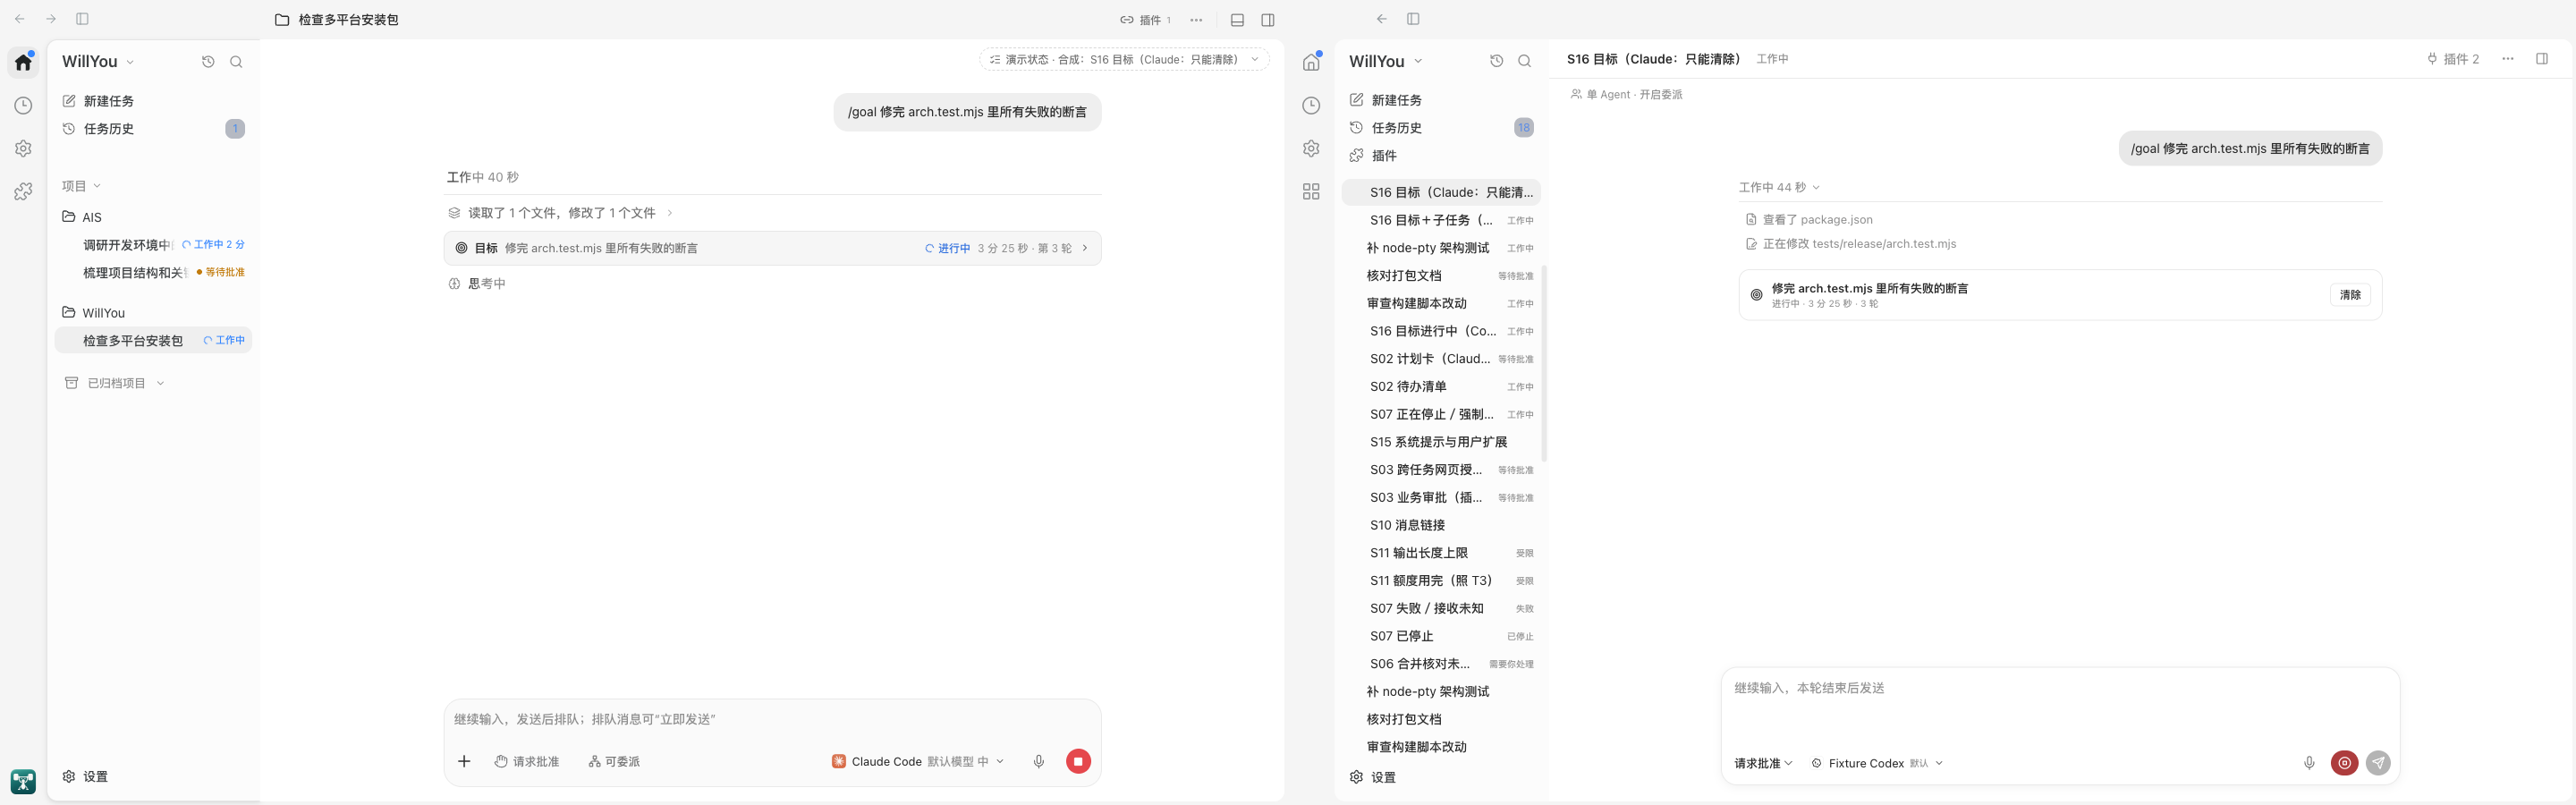 检查多平台安装包
插件 1
WillYou
新建任务
任务历史 1
项目
AIS
调研开发环境中 工作中 2 分
梳理项目结构和关 等待批准
WillYou
检查多平台安装包 工作中
已归档项目
设置
演示状态 · 合成：S16 目标（Claude：只能清除）
/goal 修完 arch.test.mjs 里所有失败的断言
工作中 40 秒
读取了 1 个文件，修改了 1 个文件
目标 修完 arch.test.mjs 里所有失败的断言 进行中 3 分 25 秒 · 第 3 轮
思考中
继续输入，发送后排队；排队消息可“立即发送”
请求批准 可委派 Claude Code 默认模型 中
WillYou
新建任务
任务历史 18
插件
S16 目标（Claude：只能清...
S16 目标＋子任务（... 工作中
补 node-pty 架构测试 工作中
核对打包文档 等待批准
审查构建脚本改动 工作中
S16 目标进行中（Co... 工作中
S02 计划卡（Claud... 等待批准
S02 待办清单 工作中
S07 正在停止 / 强制... 工作中
S15 系统提示与用户扩展
S03 跨任务网页授... 等待批准
S03 业务审批（插... 等待批准
S10 消息链接
S11 输出长度上限 受限
S11 额度用完（照 T3） 受限
S07 失败 / 接收未知 失败
S07 已停止 已停止
S06 合并核对未... 需要你处理
补 node-pty 架构测试
核对打包文档
审查构建脚本改动
设置
S16 目标（Claude：只能清除） 工作中
插件 2
单 Agent · 开启委派
/goal 修完 arch.test.mjs 里所有失败的断言
工作中 44 秒
查看了 package.json
正在修改 tests/release/arch.test.mjs
修完 arch.test.mjs 里所有失败的断言
进行中 · 3 分 25 秒 · 3 轮
清除
继续输入，本轮结束后发送
请求批准 Fixture Codex 默认